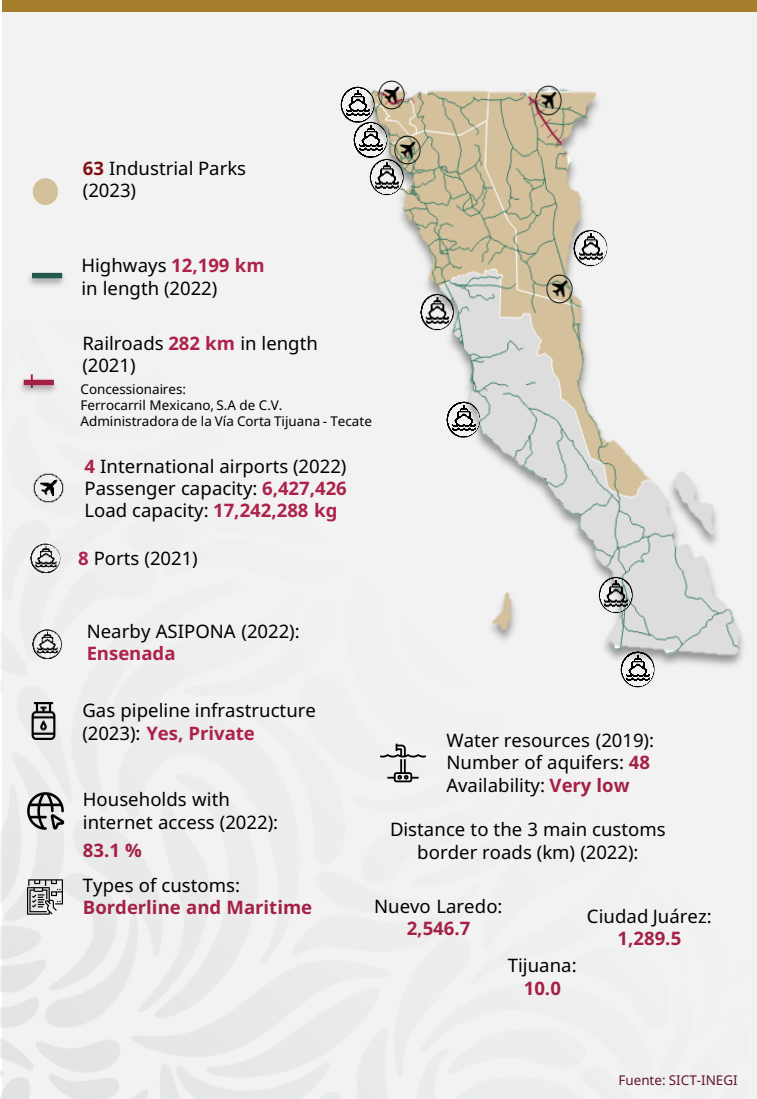 63 Industrial Parks
(2023)
Highways 12,199 km
in length (2022)
Railroads 282 km in length
(2021)
Concessionaires:
Ferrocarril Mexicano, S.A de C.V.
Administradora de la Vía Corta Tijuana - Tecate
4 International airports (2022)
Passenger capacity: 6,427,426
Load capacity: 17,242,288 kg
8 Ports (2021)
Nearby ASIPONA (2022):
Ensenada
Gas pipeline infrastructure
(2023): Yes, Private
Households with
internet access (2022):
83.1 %
Types of customs:
Borderline and Maritime
Water resources (2019):
Number of aquifers: 48
Availability: Very low
Distance to the 3 main customs
border roads (km) (2022):
Nuevo Laredo:
2,546.7
Ciudad Juárez:
1,289.5
Tijuana:
10.0
Fuente: SICT-INEGI